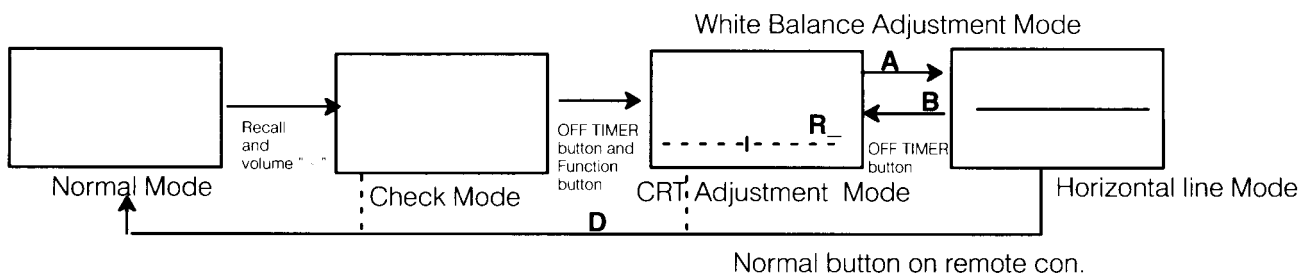 White Balance Adjustment Mode
A
B
R_
Recall
and
volume "
OFF TIMER
button and
Function
button
OFF TIMER
button
Normal Mode
Check Mode
CRT Adjustment Mode
Horizontal line Mode
D
Normal button on remote con.